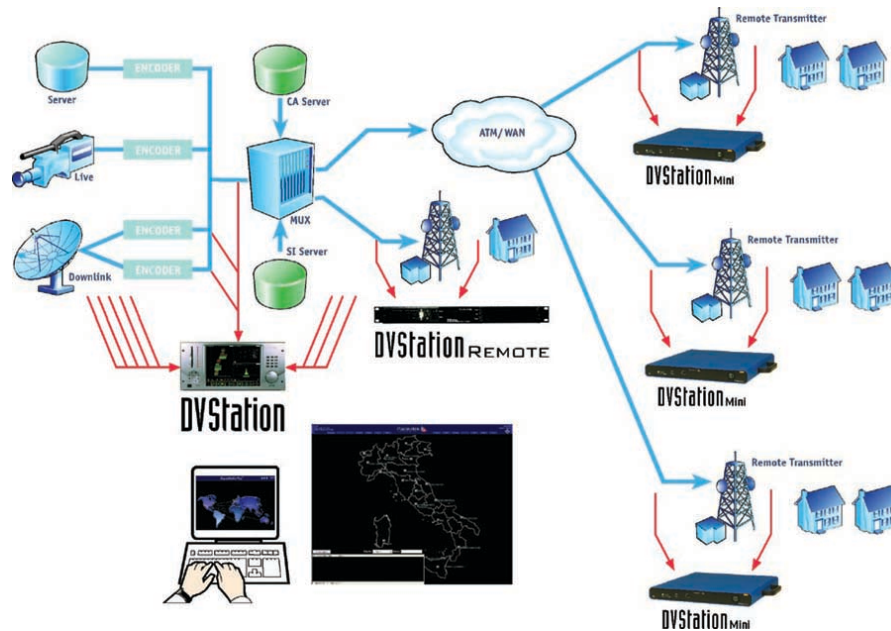 Server
ENCODER
CA Server
Remote Transmitter
Live
ENCODER
ATM/WAN
DVStation Mini
MUX
Downlink
ENCODER
ENCODER
SI Server
Remote Transmitter
DVStation REMOTE
DVStation
DVStation Mini
Remote Transmitter
DVStation Mini